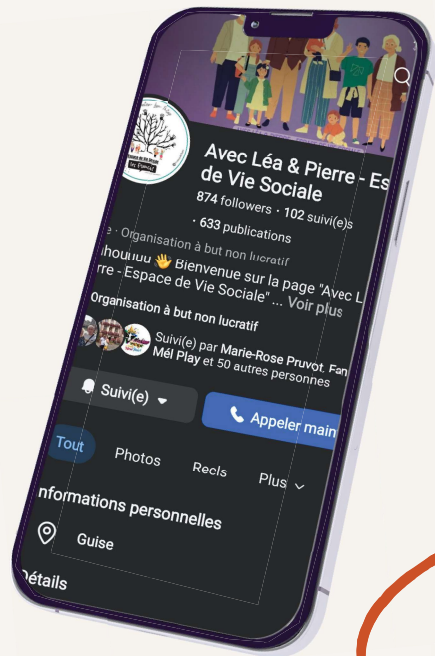 Avec Léa & Pierre - Es
de Vie Sociale
874 followers · 102 suivi(e)s
· 633 publications
e · Organisation à but non lucratif
👋 Bienvenue sur la page "Avec L
rre - Espace de Vie Sociale" ... Voir plus
Organisation à but non lucratif
Suivi(e) par Marie-Rose Pruvot, Fan
Mél Play et 50 autres personnes
Suivi(e)
Appeler main
Tout
Photos
Reels
Plus
nformations personnelles
Guise
Détails